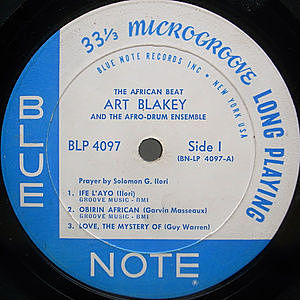 33 1/3 MICROGROOVE LONG PLAYING
BLUE NOTE RECORDS INC • NEW YORK USA
THE AFRICAN BEAT
ART BLAKEY
AND THE AFRO-DRUM ENSEMBLE
BLP 4097 Side 1
(BN-LP 4097-A)
Prayer by Solomon G. Ilori
1. IFE L'AYO (Ilori)
GROOVE MUSIC - BMI
2. OBIRIN AFRICAN (Garvin Masseaux)
GROOVE MUSIC - BMI
3. LOVE, THE MYSTERY OF (Guy Warren)
BLUE
NOTE
®